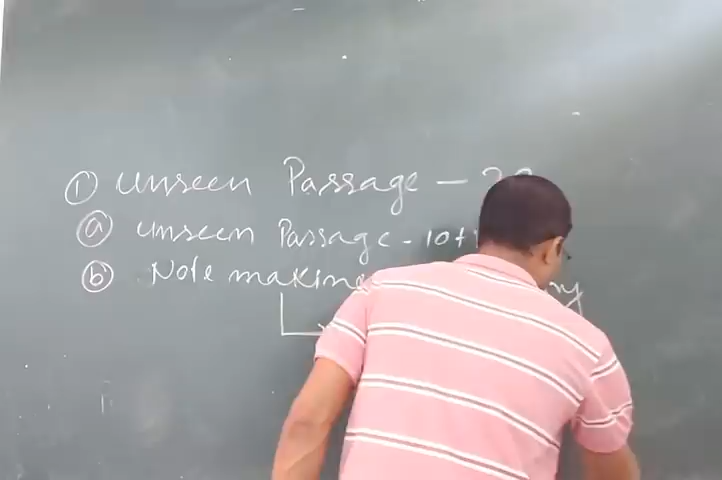 ① Unseen Passage -
ⓐ Unseen Passage - 10+
ⓑ Note making